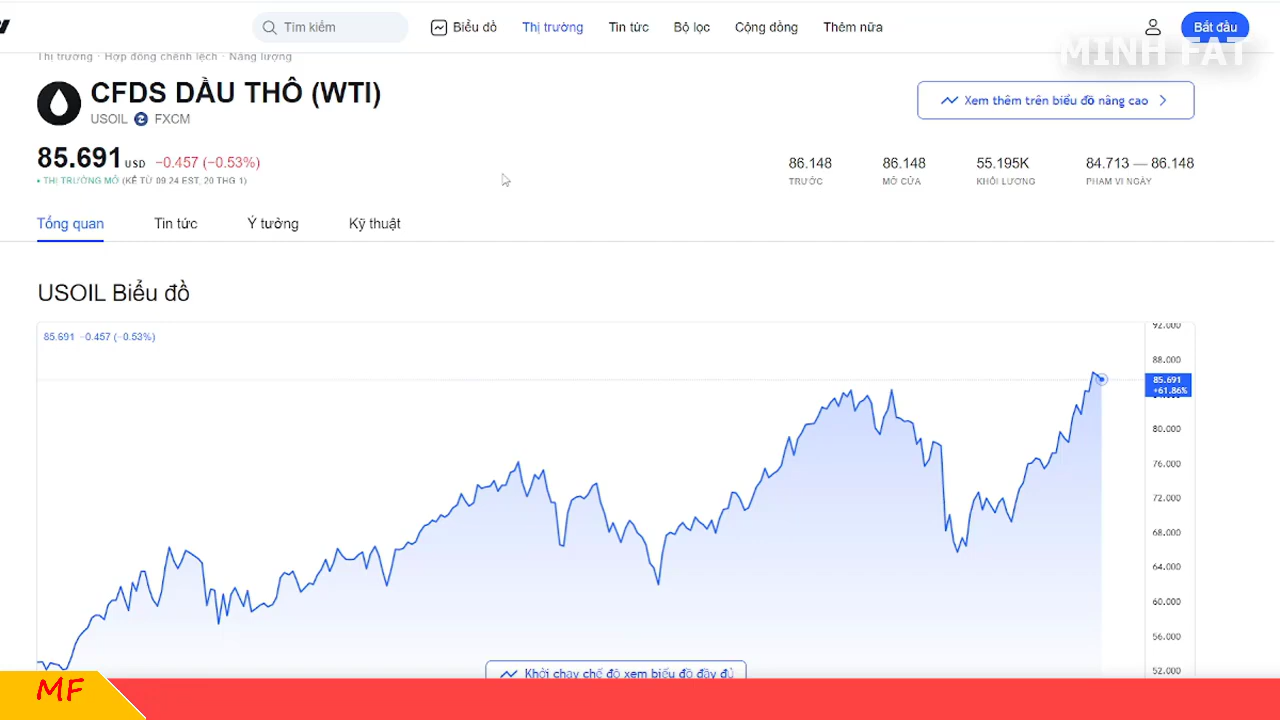 Tìm kiếm
Biểu đồ
Thị trường
Tin tức
Bộ lọc
Cộng đồng
Thêm nữa
Bắt đầu
MINH FAT
Thị trường · Hợp đồng chênh lệch · Năng lượng
CFDS DẦU THÔ (WTI)
USOIL FXCM
Xem thêm trên biểu đồ nâng cao
85.691 USD −0.457 (−0.53%)
THỊ TRƯỜNG MỞ (KỂ TỪ 09:24 EST, 20 THG 1)
86.148
TRƯỚC
86.148
MỞ CỬA
55.195K
KHỐI LƯỢNG
84.713 — 86.148
PHẠM VI NGÀY
Tổng quan
Tin tức
Ý tưởng
Kỹ thuật
USOIL Biểu đồ
85.691 −0.457 (−0.53%)
92.000
88.000
85.691
+61.86%
80.000
76.000
72.000
68.000
64.000
60.000
56.000
52.000
Khởi chạy chế độ xem biểu đồ đầy đủ
MF